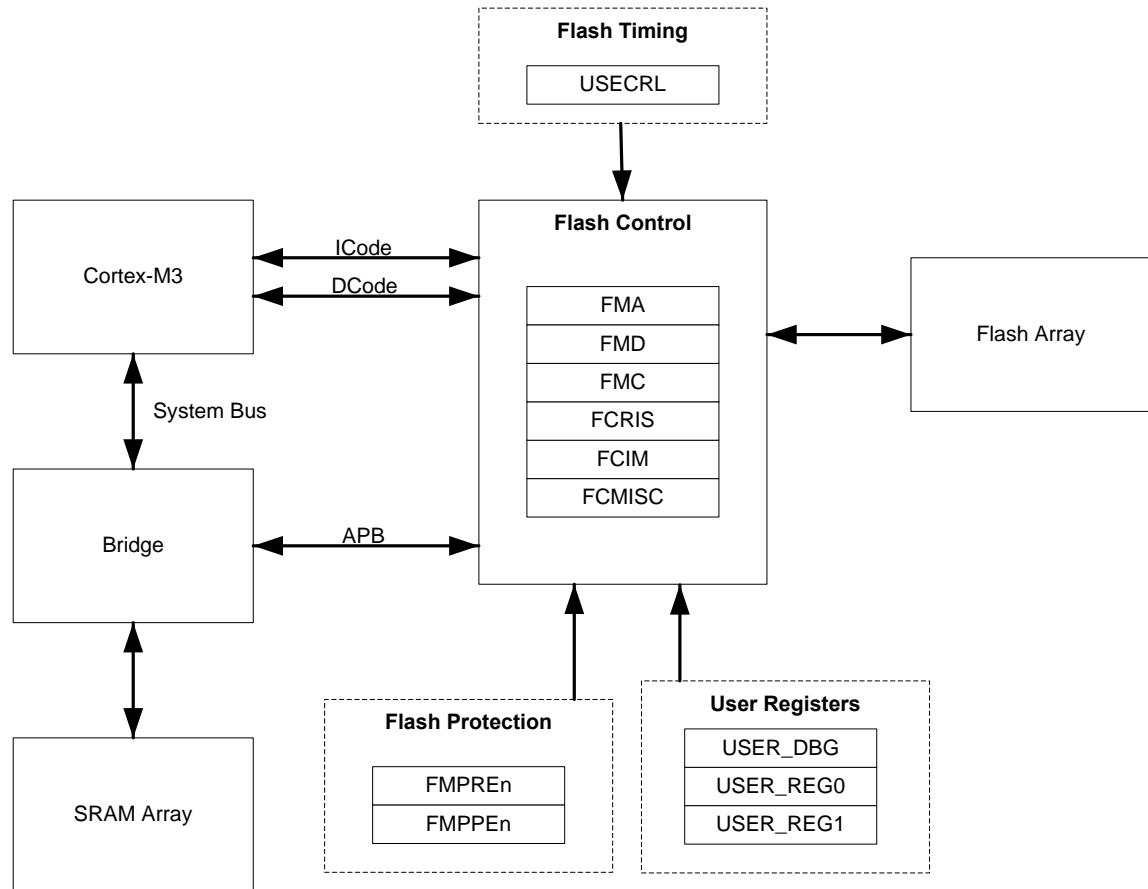 Flash Timing
USECRL
Flash Control
ICode
DCode
Cortex-M3
FMA
FMD
FMC
FCRIS
FCIM
FCMISC
Flash Array
System Bus
Bridge
APB
Flash Protection
FMPREn
FMPPEn
User Registers
USER_DBG
USER_REG0
USER_REG1
SRAM Array